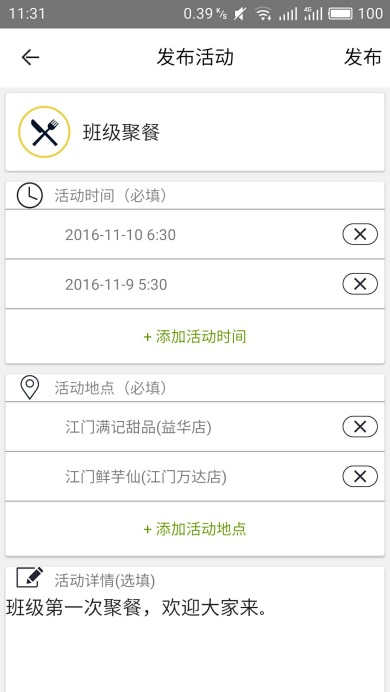 11:31 0.39 K/s 4G 100
发布活动 发布
班级聚餐
活动时间（必填）
2016-11-10 6:30
2016-11-9 5:30
+ 添加活动时间
活动地点（必填）
江门满记甜品(益华店)
江门鲜芋仙(江门万达店)
+ 添加活动地点
活动详情(选填)
班级第一次聚餐，欢迎大家来。